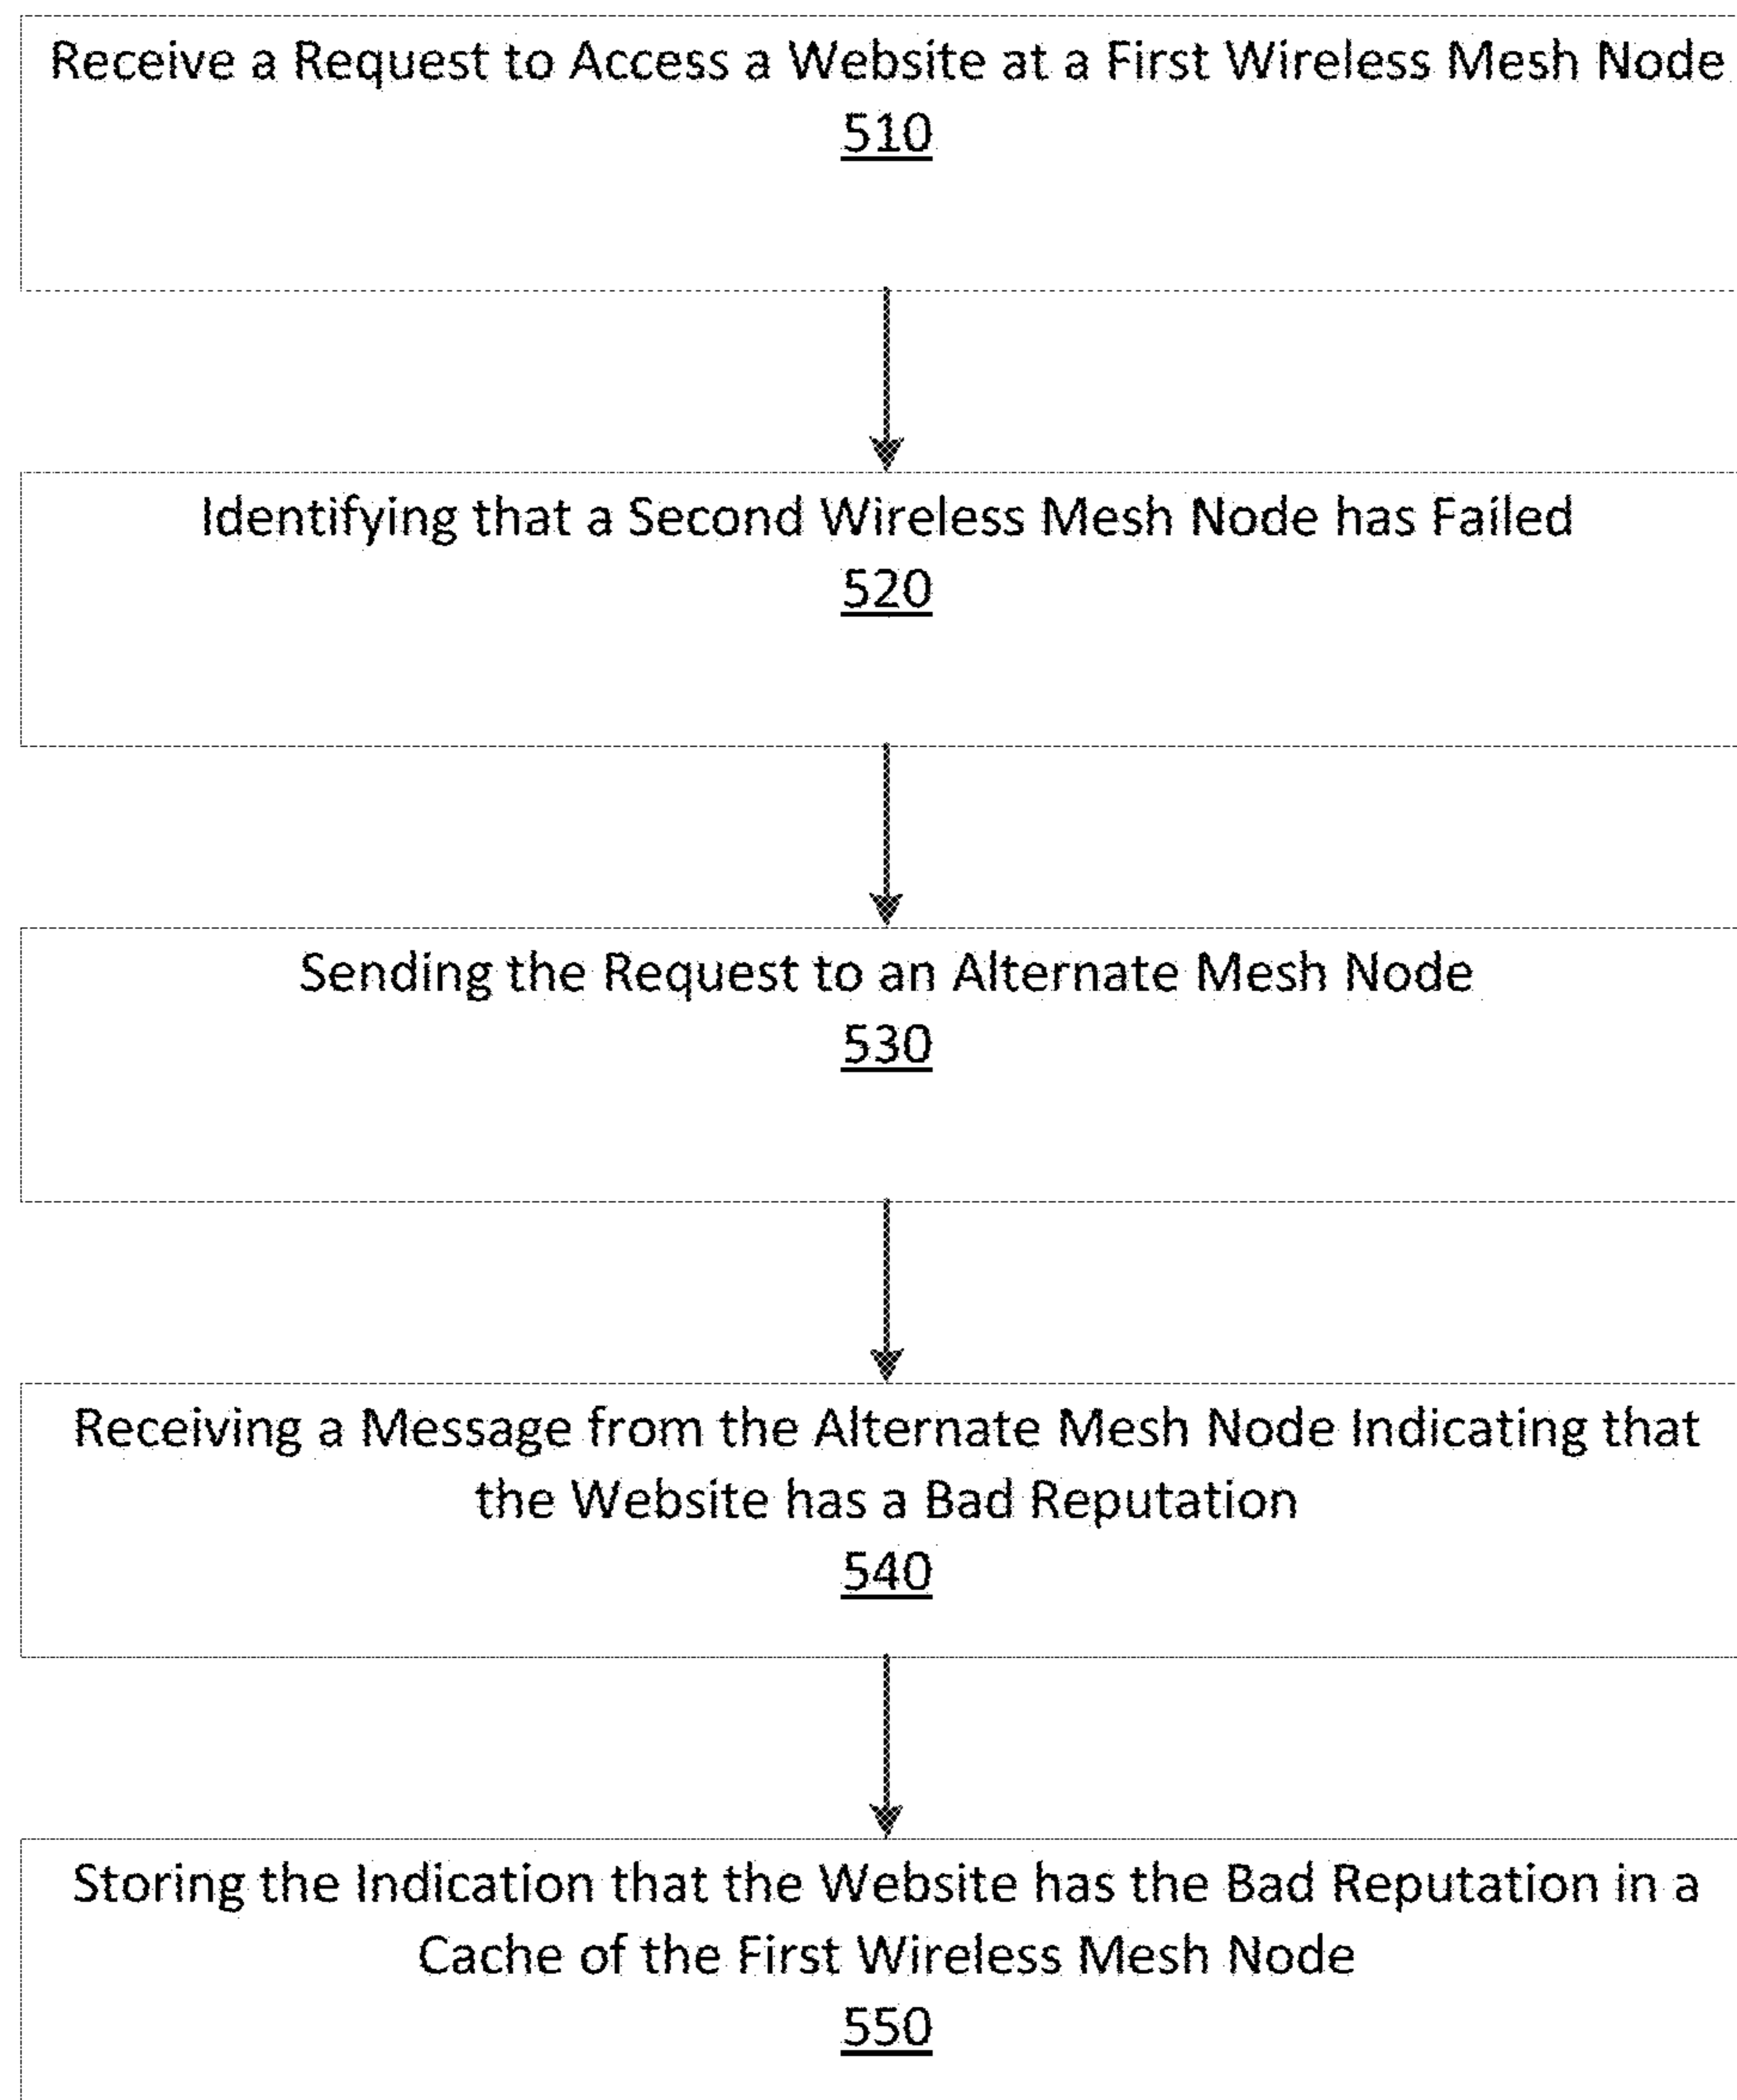 Receive a Request to Access a Website at a First Wireless Mesh Node
510
Identifying that a Second Wireless Mesh Node has Failed
520
Sending the Request to an Alternate Mesh Node
530
Receiving a Message from the Alternate Mesh Node Indicating that
the Website has a Bad Reputation
540
Storing the Indication that the Website has the Bad Reputation in a
Cache of the First Wireless Mesh Node
550